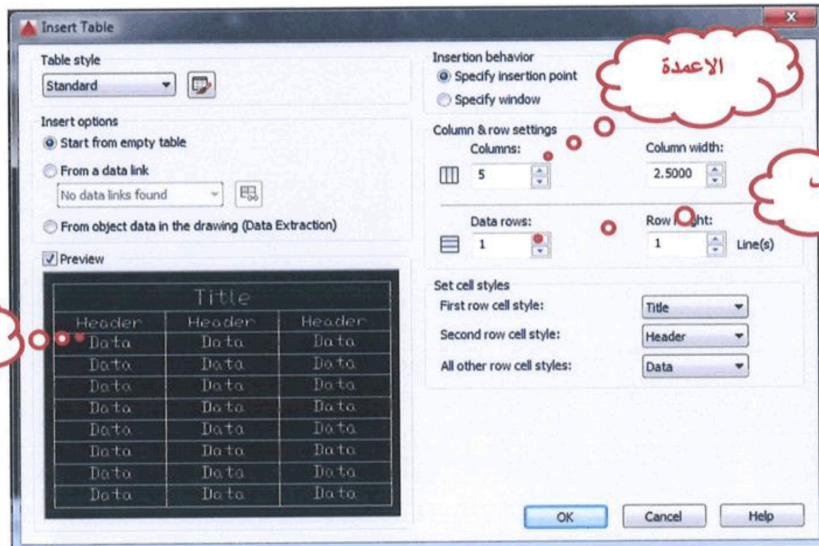 Insert Table
Table style
Standard
Insert options
Start from empty table
From a data link
No data links found
From object data in the drawing (Data Extraction)
Preview
Title
Header Header Header
Data Data Data
Data Data Data
Data Data Data
Data Data Data
Data Data Data
Data Data Data
Data Data Data
Data Data Data
Insertion behavior
Specify insertion point
Specify window
الاعمدة
Column & row settings
Columns: Column width:
5 2.5000
Data rows: Row
1 1 Line(s)
Set cell styles
First row cell style: Title
Second row cell style: Header
All other row cell styles: Data
OK Cancel Help